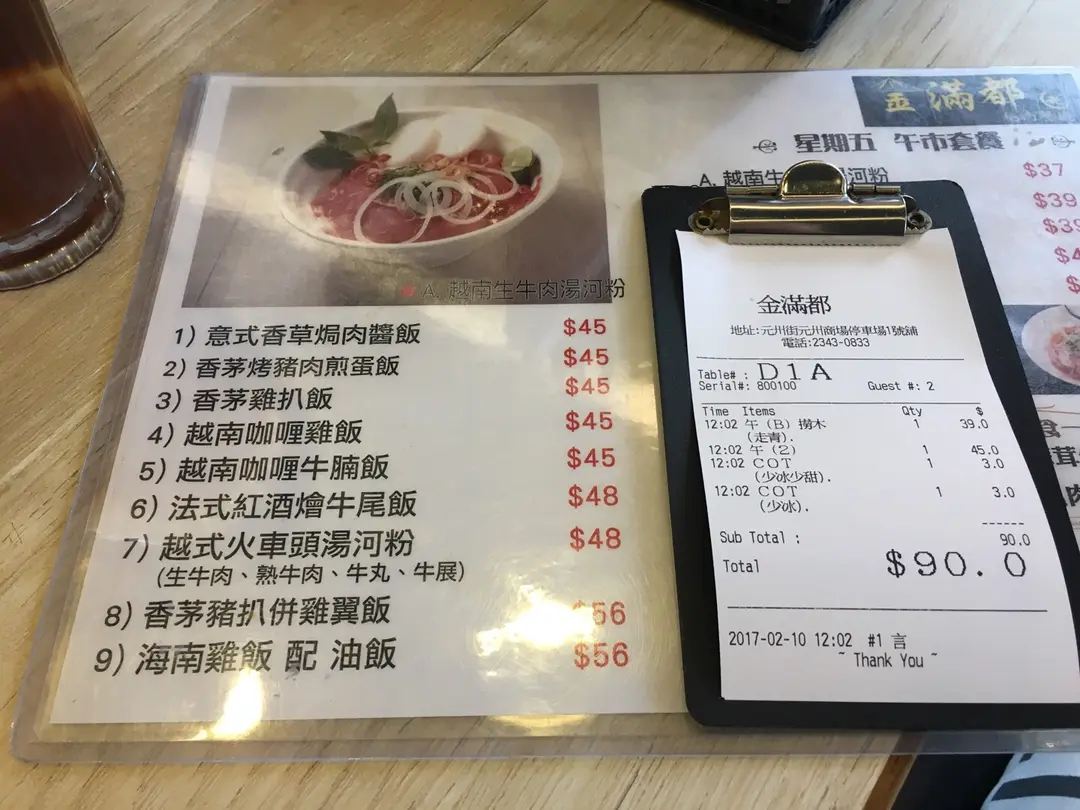 A. 越南生牛肉湯河粉
1) 意式香草焗肉醬飯 $45
2) 香茅烤豬肉煎蛋飯 $45
3) 香茅雞扒飯 $45
4) 越南咖喱雞飯 $45
5) 越南咖喱牛腩飯 $45
6) 法式紅酒燴牛尾飯 $48
7) 越式火車頭湯河粉 $48
(生牛肉、熟牛肉、牛丸、牛展)
8) 香茅豬扒併雞翼飯 $56
9) 海南雞飯 配 油飯 $56
金滿都
星期五 午市套餐
A. 越南生 湯河粉 $37
$39
金滿都
地址:元州街元州商場停車場1號舖
電話:2343-0833
Table# : D1A
Serial#: 800100 Guest #: 2
Time Items Qty $
12:02 午 (B) 撈木 1 39.0
(走青).
12:02 午 (2) 1 45.0
12:02 COT 1 3.0
(少冰少甜).
12:02 COT 1 3.0
(少冰).
------
Sub Total : 90.0
Total $90.0
2017-02-10 12:02 #1 言
~ Thank You ~